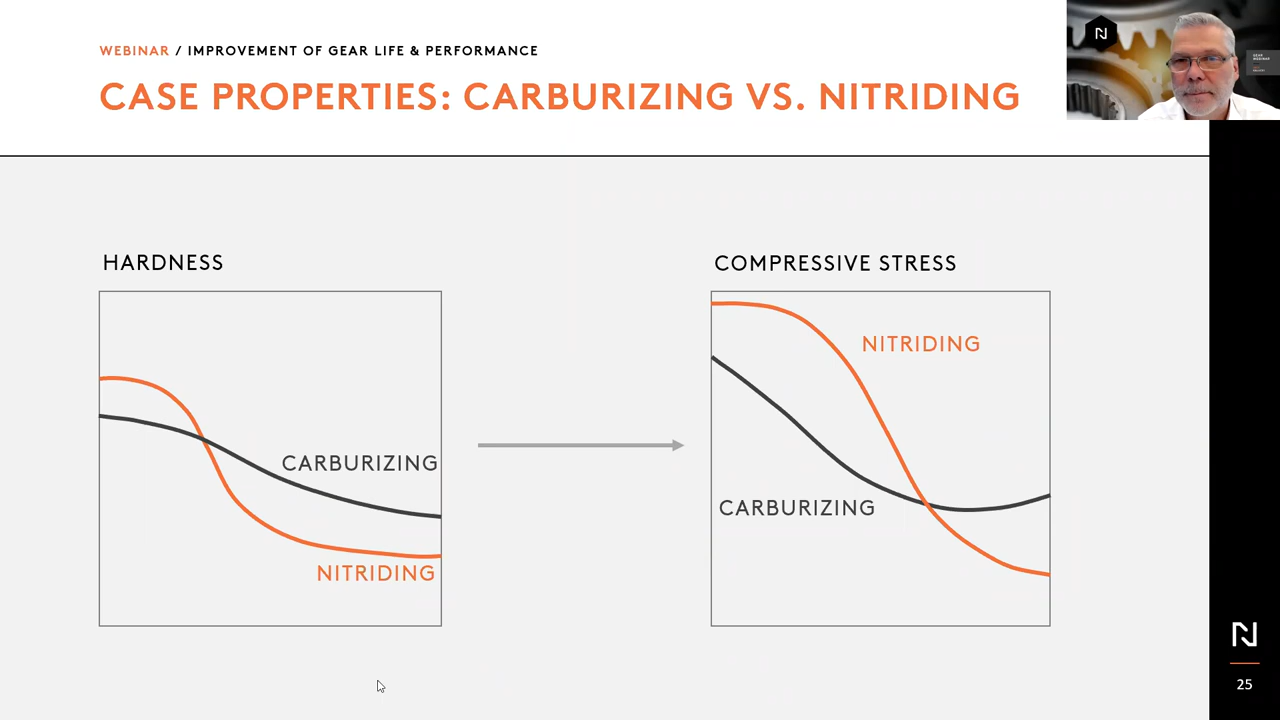 WEBINAR / IMPROVEMENT OF GEAR LIFE & PERFORMANCE
CASE PROPERTIES: CARBURIZING VS. NITRIDING
HARDNESS
CARBURIZING
NITRIDING
COMPRESSIVE STRESS
NITRIDING
CARBURIZING
N
25